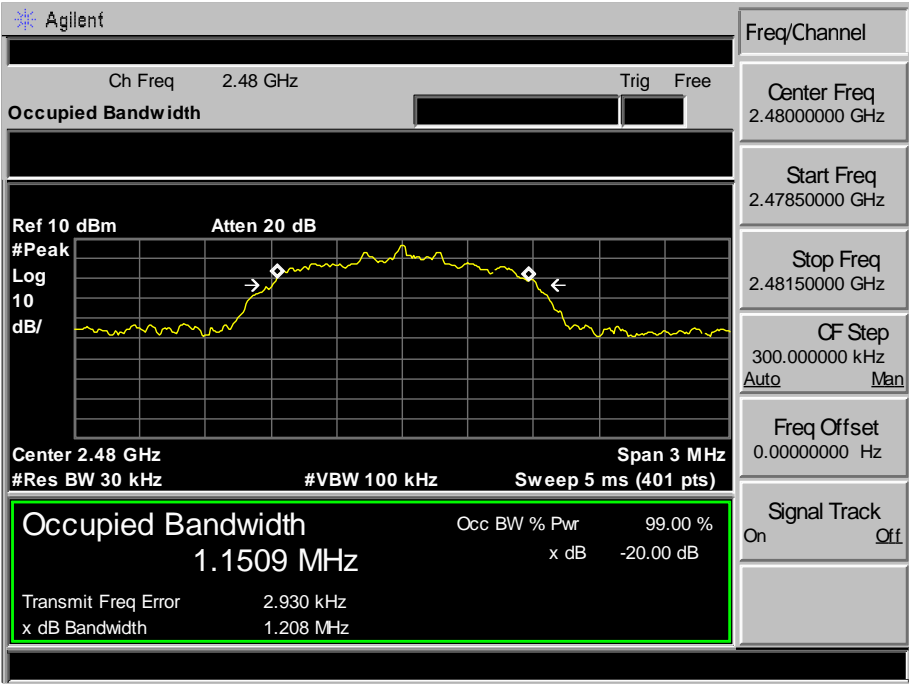 Agilent
Ch Freq 2.48 GHz Trig Free
Occupied Bandwidth
Ref 10 dBm Atten 20 dB
#Peak
Log
10
dB/
Center 2.48 GHz Span 3 MHz
#Res BW 30 kHz #VBW 100 kHz Sweep 5 ms (401 pts)
Occupied Bandwidth
1.1509 MHz
Occ BW % Pwr 99.00 %
x dB -20.00 dB
Transmit Freq Error 2.930 kHz
x dB Bandwidth 1.208 MHz
Freq/Channel
Center Freq
2.48000000 GHz
Start Freq
2.47850000 GHz
Stop Freq
2.48150000 GHz
CF Step
300.000000 kHz
Auto Man
Freq Offset
0.00000000 Hz
Signal Track
On Off